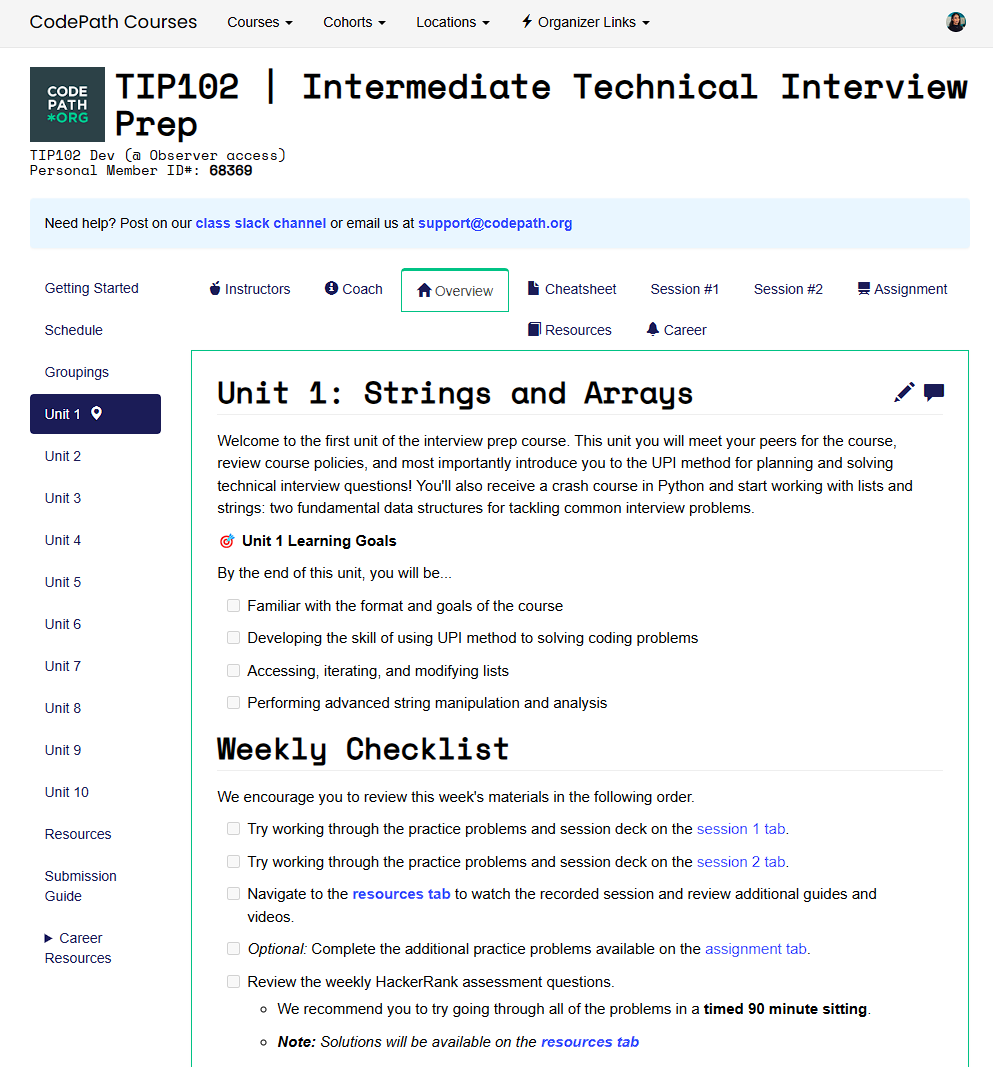 CodePath Courses Courses Cohorts Locations Organizer Links
CODE
PATH
*ORG
TIP102 | Intermediate Technical Interview
Prep
TIP102 Dev (@ Observer access)
Personal Member ID#: 68369
Need help? Post on our class slack channel or email us at support@codepath.org
Getting Started
Schedule
Groupings
Unit 1
Unit 2
Unit 3
Unit 4
Unit 5
Unit 6
Unit 7
Unit 8
Unit 9
Unit 10
Resources
Submission
Guide
Career
Resources
Instructors Coach Overview Cheatsheet Session #1 Session #2 Assignment
Resources Career
Unit 1: Strings and Arrays
Welcome to the first unit of the interview prep course. This unit you will meet your peers for the course,
review course policies, and most importantly introduce you to the UPI method for planning and solving
technical interview questions! You'll also receive a crash course in Python and start working with lists and
strings: two fundamental data structures for tackling common interview problems.
🎯 Unit 1 Learning Goals
By the end of this unit, you will be...
Familiar with the format and goals of the course
Developing the skill of using UPI method to solving coding problems
Accessing, iterating, and modifying lists
Performing advanced string manipulation and analysis
Weekly Checklist
We encourage you to review this week's materials in the following order.
Try working through the practice problems and session deck on the session 1 tab.
Try working through the practice problems and session deck on the session 2 tab.
Navigate to the resources tab to watch the recorded session and review additional guides and
videos.
Optional: Complete the additional practice problems available on the assignment tab.
Review the weekly HackerRank assessment questions.
We recommend you to try going through all of the problems in a timed 90 minute sitting.
Note: Solutions will be available on the resources tab